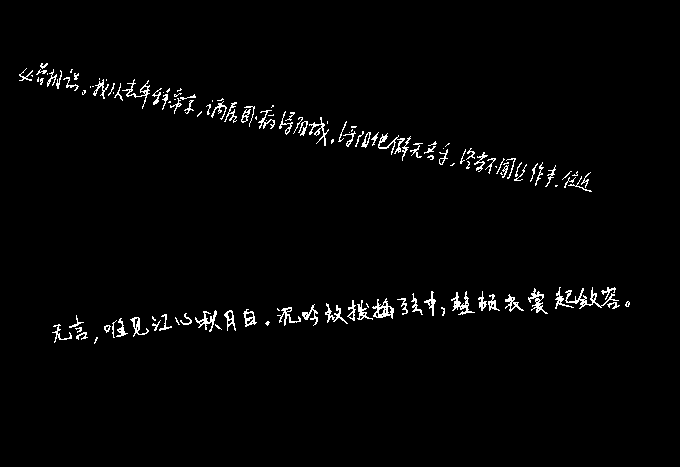 必曾相识。我从去年辞帝京，谪居卧病浔阳城。浔阳地僻无音乐，终岁不闻丝竹声。住近
无言，唯见江心秋月白。沉吟放拨插弦中，整顿衣裳起敛容。